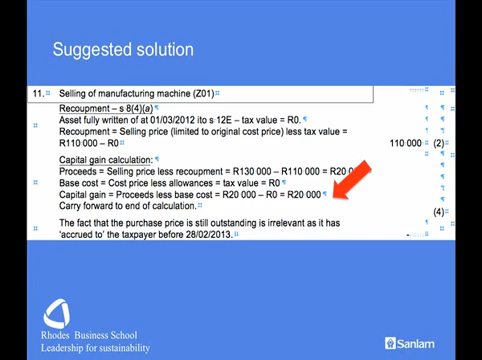 Suggested solution
11. Selling of manufacturing machine (Z01)
Recoupment – s 8(4)(a)
Asset fully written of at 01/03/2012 ito s 12E – tax value = R0.
Recoupment = Selling price (limited to original cost price) less tax value =
R110 000 – R0 110 000 (2)
Capital gain calculation:
Proceeds = Selling price less recoupment = R130 000 – R110 000 = R20 0
Base cost = Cost price less allowances = tax value = R0
Capital gain = Proceeds less base cost = R20 000 – R0 = R20 000
Carry forward to end of calculation.
(4)
The fact that the purchase price is still outstanding is irrelevant as it has
'accrued to' the taxpayer before 28/02/2013. -
Rhodes Business School
Leadership for sustainability
Sanlam